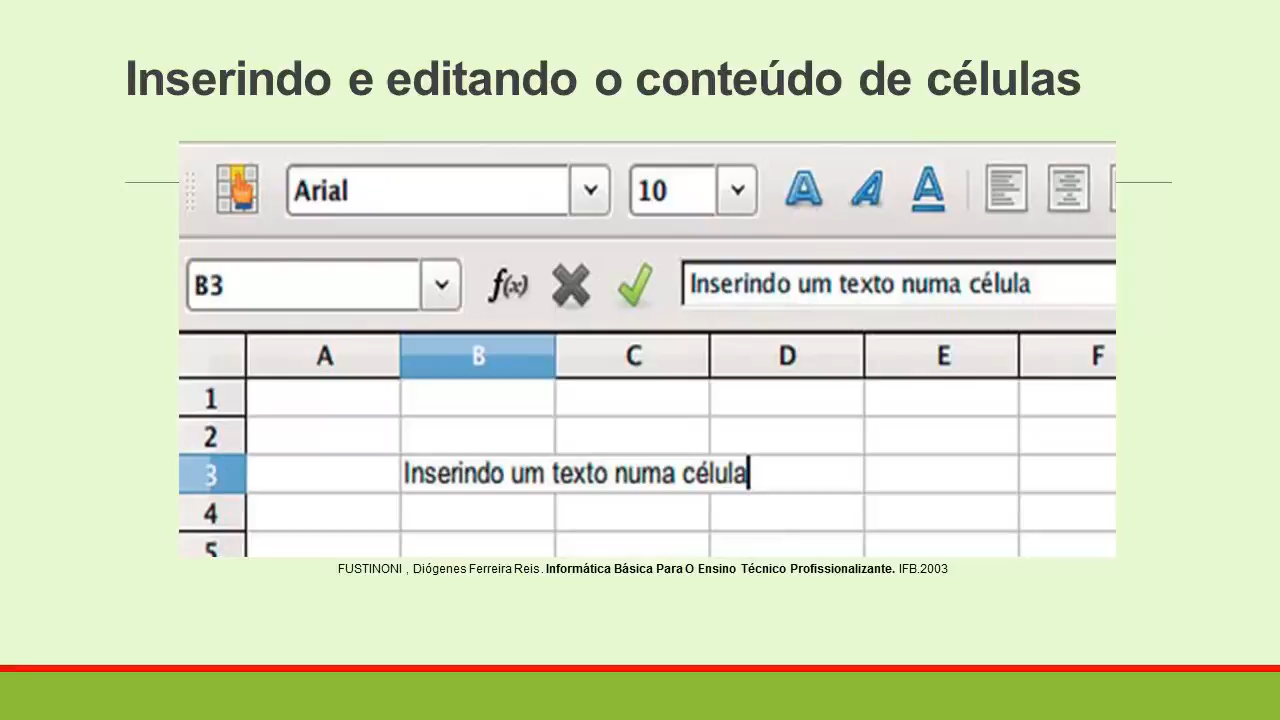 Inserindo e editando o conteúdo de células
Arial 10 A A A
B3 f(x) Inserindo um texto numa célula
A B C D E F
1
2
3 Inserindo um texto numa célula
4
5
FUSTINONI , Diógenes Ferreira Reis. Informática Básica Para O Ensino Técnico Profissionalizante. IFB.2003